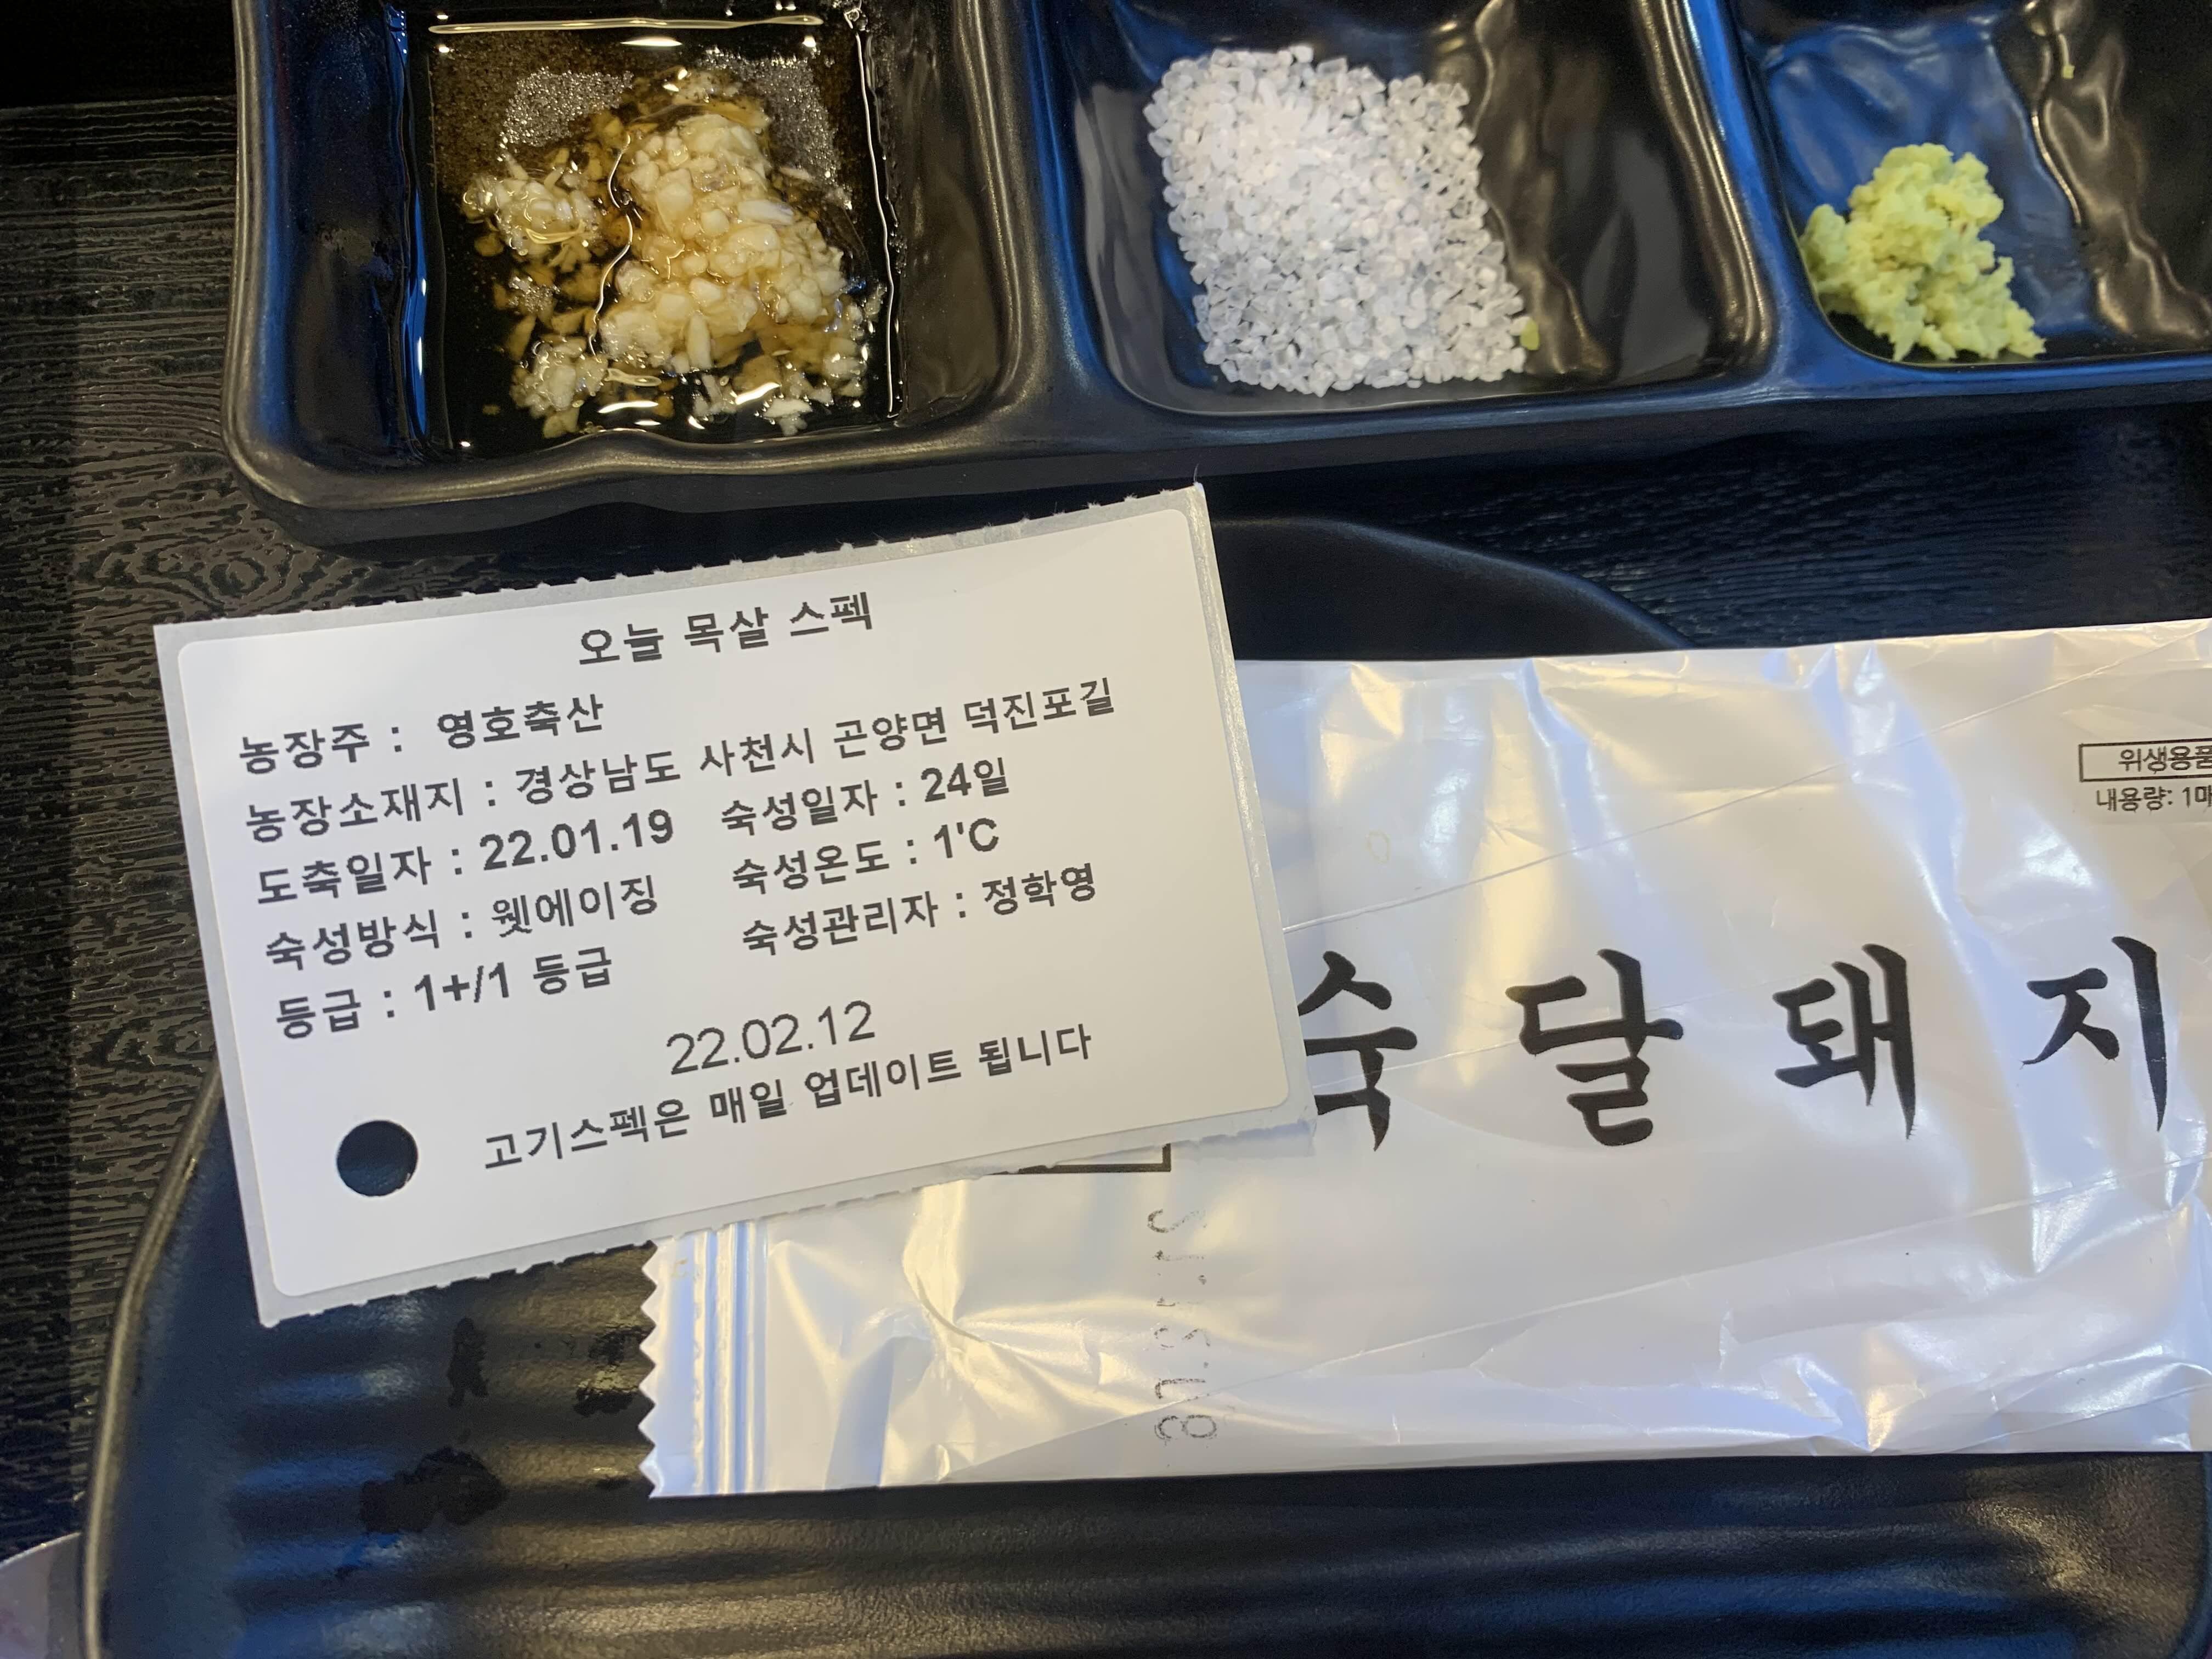 오늘 목살 스펙
농장주 : 영호축산
농장소재지 : 경상남도 사천시 곤양면 덕진포길
도축일자 : 22.01.19 숙성일자 : 24일
숙성방식 : 웻에이징 숙성온도 : 1'C
등급 : 1+/1 등급 숙성관리자 : 정학영
22.02.12
고기스펙은 매일 업데이트 됩니다
위생용품
내용량: 1매
숙달돼지